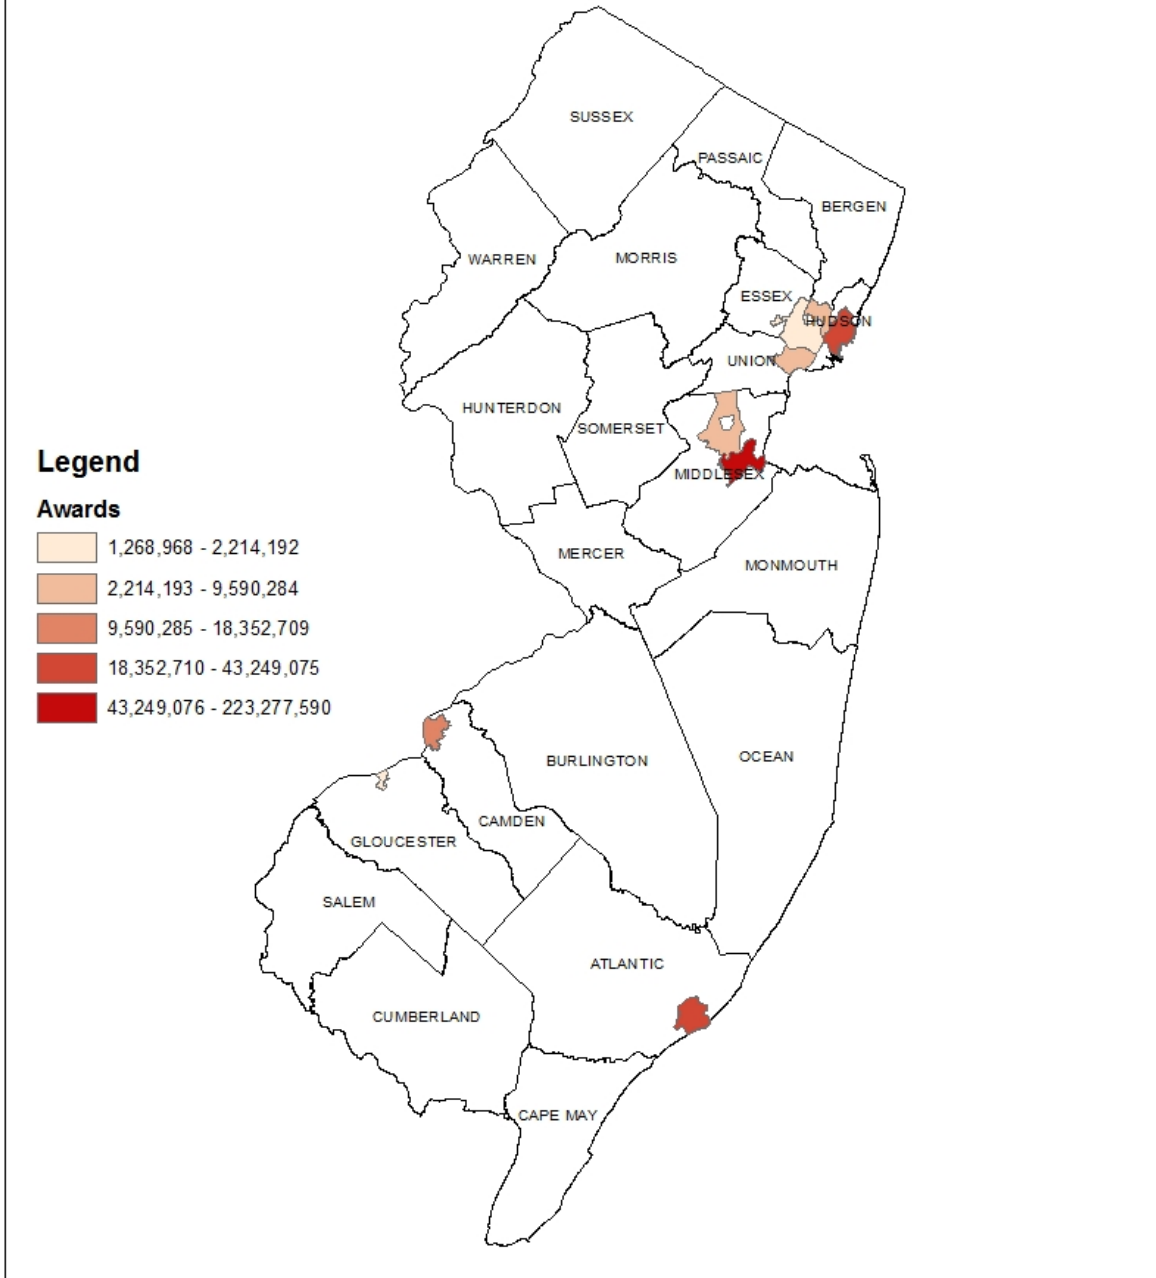 SUSSEX
PASSAIC
BERGEN
WARREN
MORRIS
ESSEX
HUDSON
UNION
HUNTERDON
SOMERSET
MIDDLESEX
Legend
Awards
1,268,968 - 2,214,192
2,214,193 - 9,590,284
9,590,285 - 18,352,709
18,352,710 - 43,249,075
43,249,076 - 223,277,590
MERCER
MONMOUTH
BURLINGTON
OCEAN
CAMDEN
GLOUCESTER
SALEM
ATLANTIC
CUMBERLAND
CAPE MAY